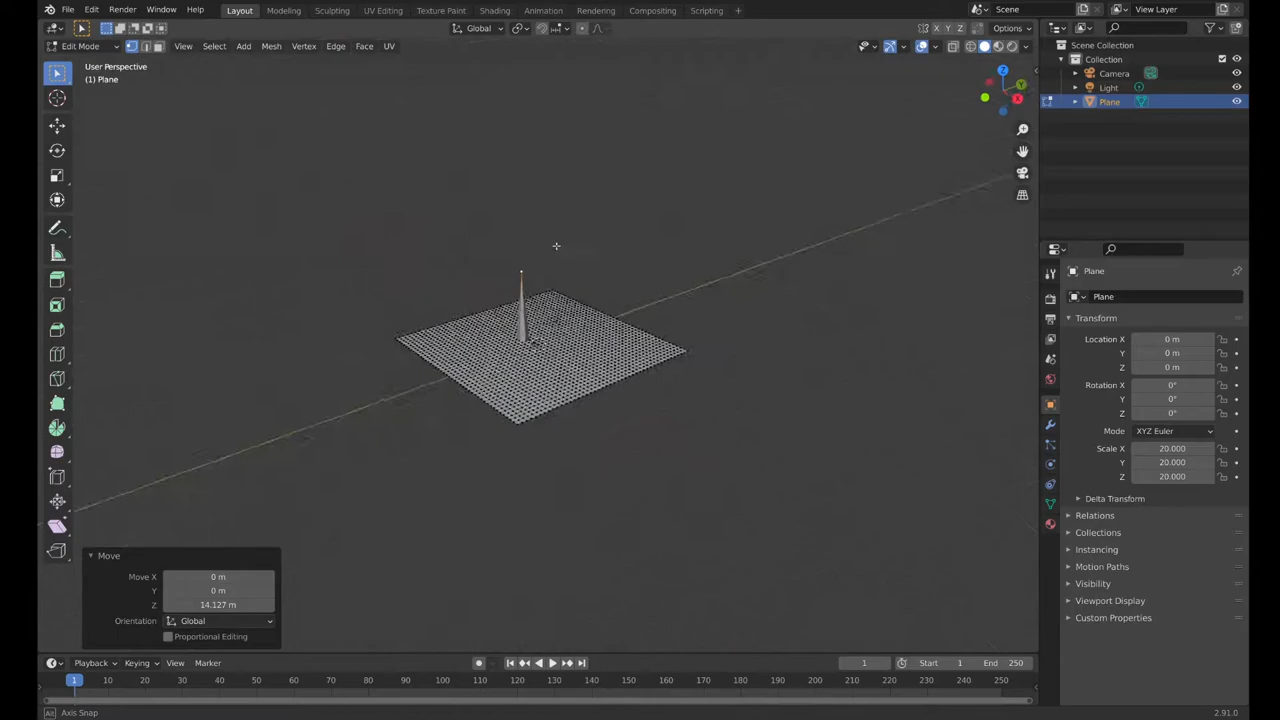 File Edit Render Window Help Layout Modeling Sculpting UV Editing Texture Paint Shading Animation Rendering Compositing Scripting + Scene View Layer
Global X Y Z Options
Edit Mode View Select Add Mesh Vertex Edge Face UV
User Perspective
(1) Plane
Z
Y
X
Move
Move X 0 m
Y 0 m
Z 14.127 m
Orientation Global
Proportional Editing
Scene Collection
Collection
Camera
Light
Plane
Plane
Plane
Transform
Location X 0 m
Y 0 m
Z 0 m
Rotation X 0°
Y 0°
Z 0°
Mode XYZ Euler
Scale X 20.000
Y 20.000
Z 20.000
Delta Transform
Relations
Collections
Instancing
Motion Paths
Visibility
Viewport Display
Custom Properties
Playback Keying View Marker 1 Start 1 End 250
1 10 20 30 40 50 60 70 80 90 100 110 120 130 140 150 160 170 180 190 200 210 220 230 240 250
Alt Axis Snap 2.91.0